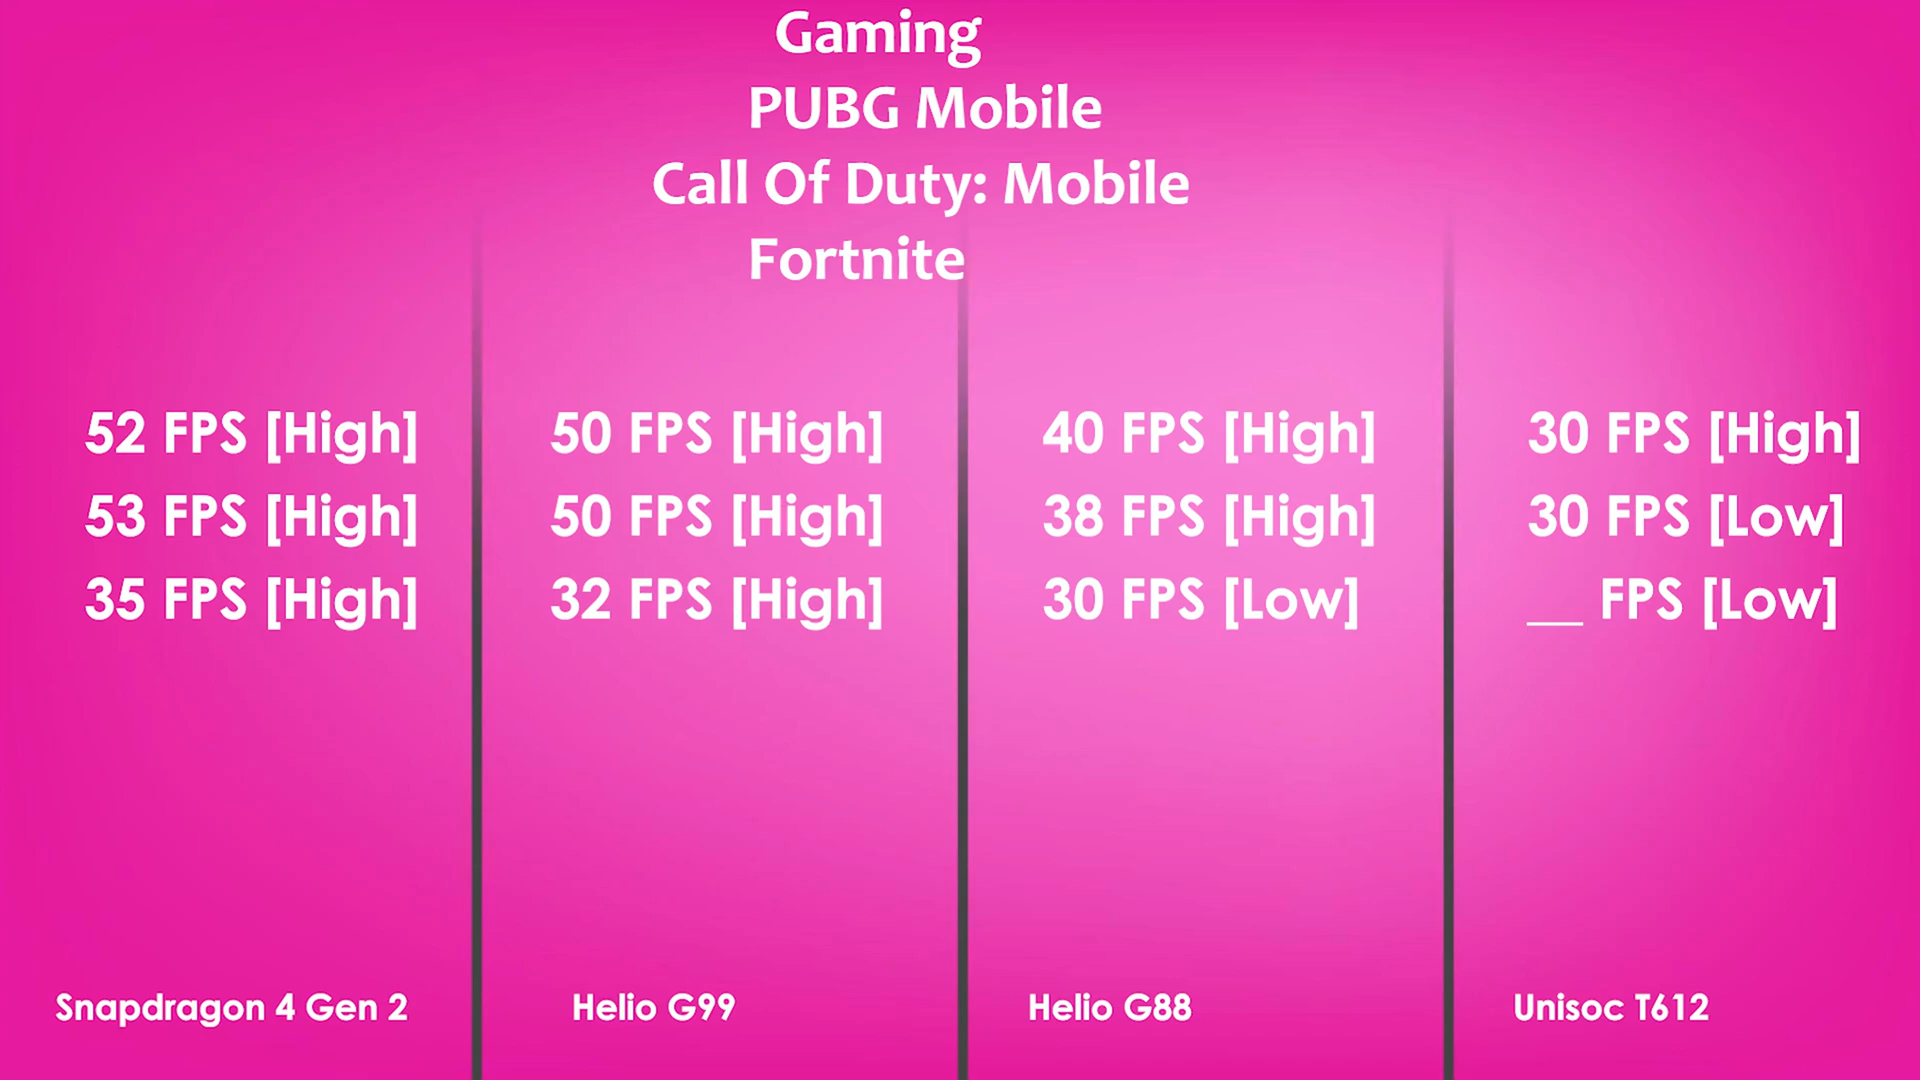 Gaming
PUBG Mobile
Call Of Duty: Mobile
Fortnite
52 FPS [High]
53 FPS [High]
35 FPS [High]
50 FPS [High]
50 FPS [High]
32 FPS [High]
40 FPS [High]
38 FPS [High]
30 FPS [Low]
30 FPS [High]
30 FPS [Low]
__ FPS [Low]
Snapdragon 4 Gen 2
Helio G99
Helio G88
Unisoc T612